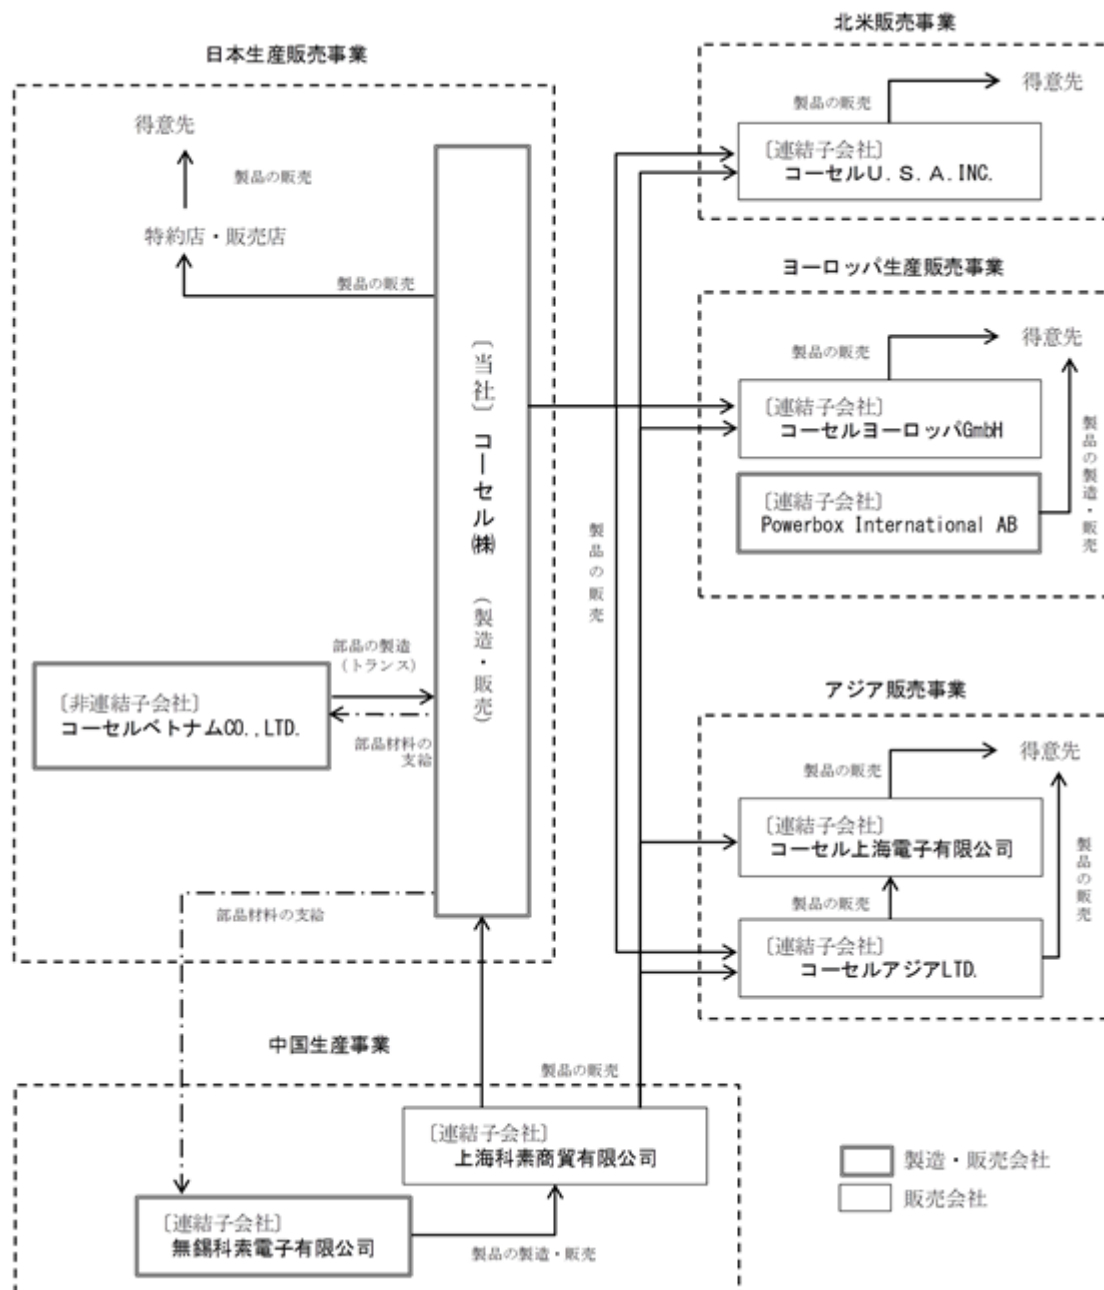 日本生産販売事業
得意先
製品の販売
特約店・販売店
製品の販売
〔当社〕コーセル㈱ (製造・販売)
部品の製造
(トランス)
〔非連結子会社〕
コーセルベトナムCO.,LTD.
部品材料の
支給
部品材料の支給
中国生産事業
製品の販売
〔連結子会社〕
上海科素商貿有限公司
〔連結子会社〕
無錫科素電子有限公司
製品の製造・販売
製品の販売
北米販売事業
製品の販売
得意先
〔連結子会社〕
コーセルU.S.A.INC.
ヨーロッパ生産販売事業
製品の販売
得意先
〔連結子会社〕
コーセルヨーロッパGmbH
〔連結子会社〕
Powerbox International AB
製品の製造・販売
アジア販売事業
製品の販売
得意先
〔連結子会社〕
コーセル上海電子有限公司
製品の販売
〔連結子会社〕
コーセルアジアLTD.
製品の販売
製造・販売会社
販売会社